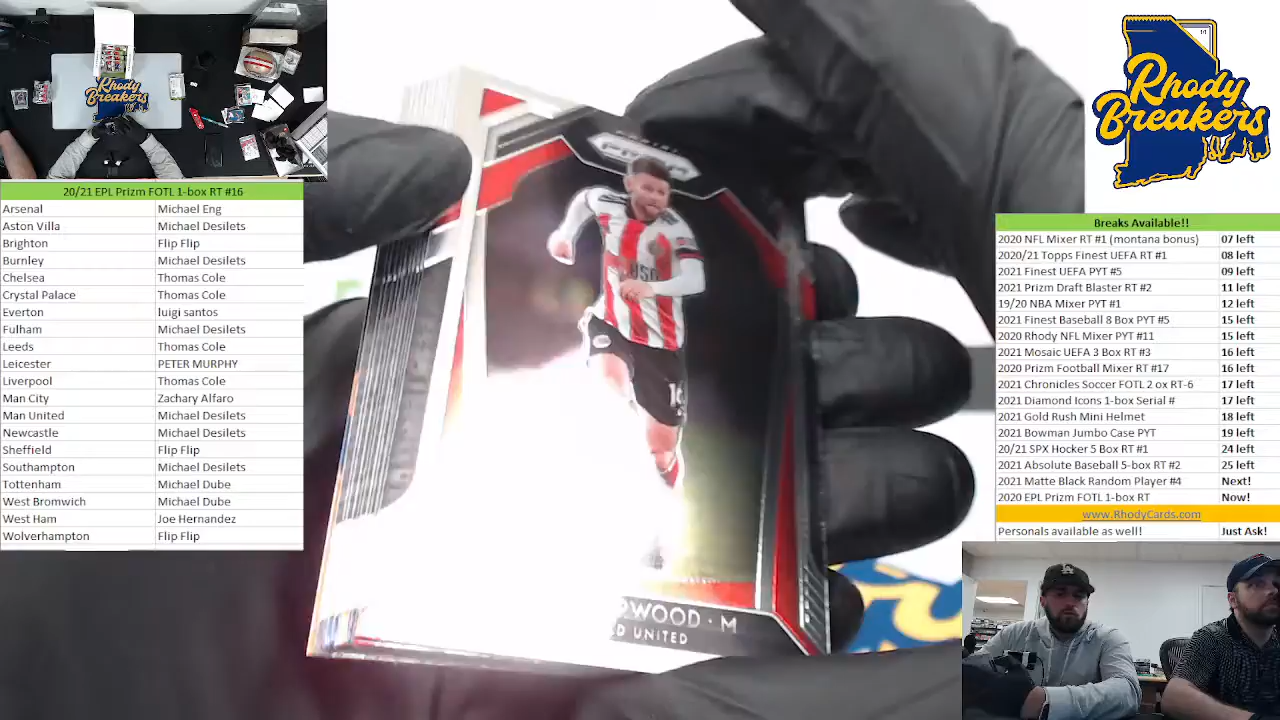 Rhody
Breakers
20/21 EPL Prizm FOTL 1-box RT #16
Arsenal Michael Eng
Aston Villa Michael Desilets
Brighton Flip Flip
Burnley Michael Desilets
Chelsea Thomas Cole
Crystal Palace Thomas Cole
Everton luigi santos
Fulham Michael Desilets
Leeds Thomas Cole
Leicester PETER MURPHY
Liverpool Thomas Cole
Man City Zachary Alfaro
Man United Michael Desilets
Newcastle Michael Desilets
Sheffield Flip Flip
Southampton Michael Desilets
Tottenham Michael Dube
West Bromwich Michael Dube
West Ham Joe Hernandez
Wolverhampton Flip Flip
PRIZM
USG
RWOOD · M
D UNITED
Rhody
Breakers
Breaks Available!!
2020 NFL Mixer RT #1 (montana bonus) 07 left
2020/21 Topps Finest UEFA RT #1 08 left
2021 Finest UEFA PYT #5 09 left
2021 Prizm Draft Blaster RT #2 11 left
19/20 NBA Mixer PYT #1 12 left
2021 Finest Baseball 8 Box PYT #5 15 left
2020 Rhody NFL Mixer PYT #11 15 left
2021 Mosaic UEFA 3 Box RT #3 16 left
2020 Prizm Football Mixer RT #17 16 left
2021 Chronicles Soccer FOTL 2 ox RT-6 17 left
2021 Diamond Icons 1-box Serial # 17 left
2021 Gold Rush Mini Helmet 18 left
2021 Bowman Jumbo Case PYT 19 left
20/21 SPX Hocker 5 Box RT #1 24 left
2021 Absolute Baseball 5-box RT #2 25 left
2021 Matte Black Random Player #4 Next!
2020 EPL Prizm FOTL 1-box RT Now!
www.RhodyCards.com
Personals available as well! Just Ask!